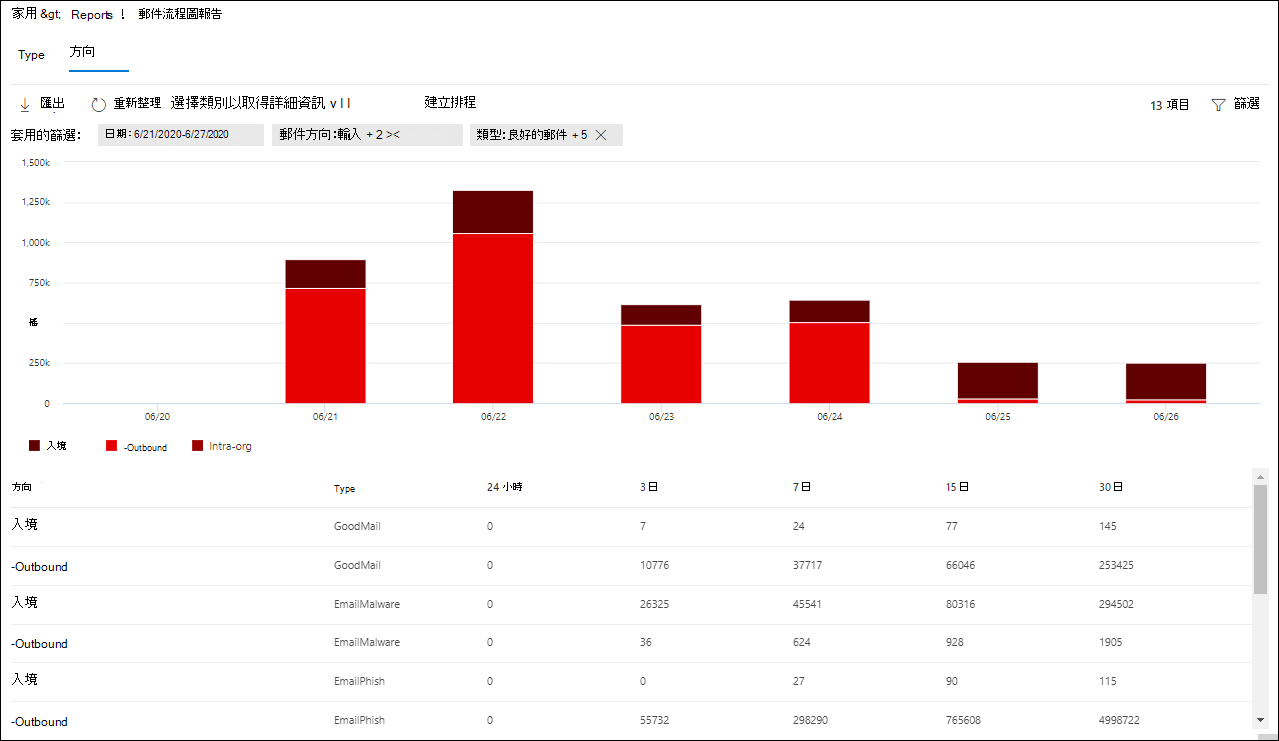 家用 &gt; Reports ! 郵件流程圖報告
Type 方向
匯出 重新整理 選擇類別以取得詳細資訊 v l l 建立排程 13 項目 篩選
套用的篩選: 日期: 6/21/2020-6/27/2020 郵件方向:輸入 + 2 >< 類型:良好的郵件 + 5
1,500k
1,250k
1,000k
750k
250k
0
06/20 06/21 06/22 06/23 06/24 06/25 06/26
入境 -Outbound Intra-org
方向 Type 24 小時 3日 7日 15日 30日
入境 GoodMail 0 7 24 77 145
-Outbound GoodMail 0 10776 37717 66046 253425
入境 EmailMalware 0 26325 45541 80316 294502
-Outbound EmailMalware 0 36 624 928 1905
入境 EmailPhish 0 0 27 90 115
-Outbound EmailPhish 0 55732 298290 765608 4998722